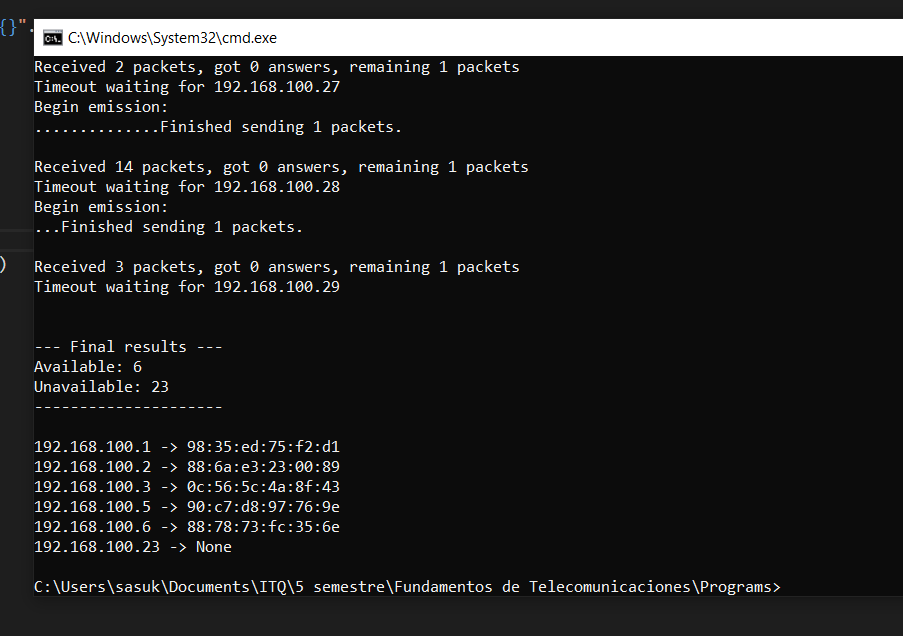 {}".
C:\Windows\System32\cmd.exe
Received 2 packets, got 0 answers, remaining 1 packets
Timeout waiting for 192.168.100.27
Begin emission:
..............Finished sending 1 packets.
Received 14 packets, got 0 answers, remaining 1 packets
Timeout waiting for 192.168.100.28
Begin emission:
...Finished sending 1 packets.
)
Received 3 packets, got 0 answers, remaining 1 packets
Timeout waiting for 192.168.100.29
--- Final results ---
Available: 6
Unavailable: 23
---------------------
192.168.100.1 -> 98:35:ed:75:f2:d1
192.168.100.2 -> 88:6a:e3:23:00:89
192.168.100.3 -> 0c:56:5c:4a:8f:43
192.168.100.5 -> 90:c7:d8:97:76:9e
192.168.100.6 -> 88:78:73:fc:35:6e
192.168.100.23 -> None
C:\Users\sasuk\Documents\ITQ\5 semestre\Fundamentos de Telecomunicaciones\Programs>